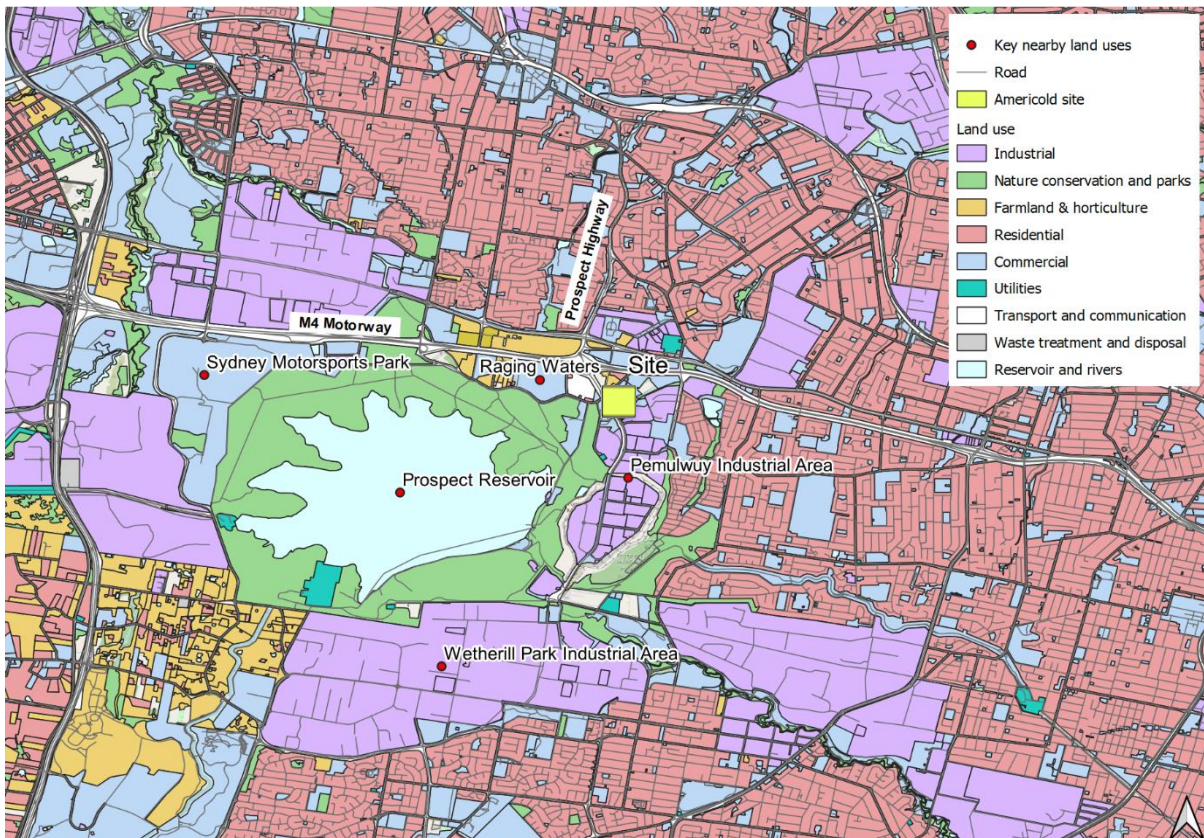 Key nearby land uses
Road
Americold site
Land use
Industrial
Nature conservation and parks
Farmland & horticulture
Residential
Commercial
Utilities
Transport and communication
Waste treatment and disposal
Reservoir and rivers
Prospect Highway
M4 Motorway
Sydney Motorsports Park
Raging Waters
Site
Pemulwuy Industrial Area
Prospect Reservoir
Wetherill Park Industrial Area